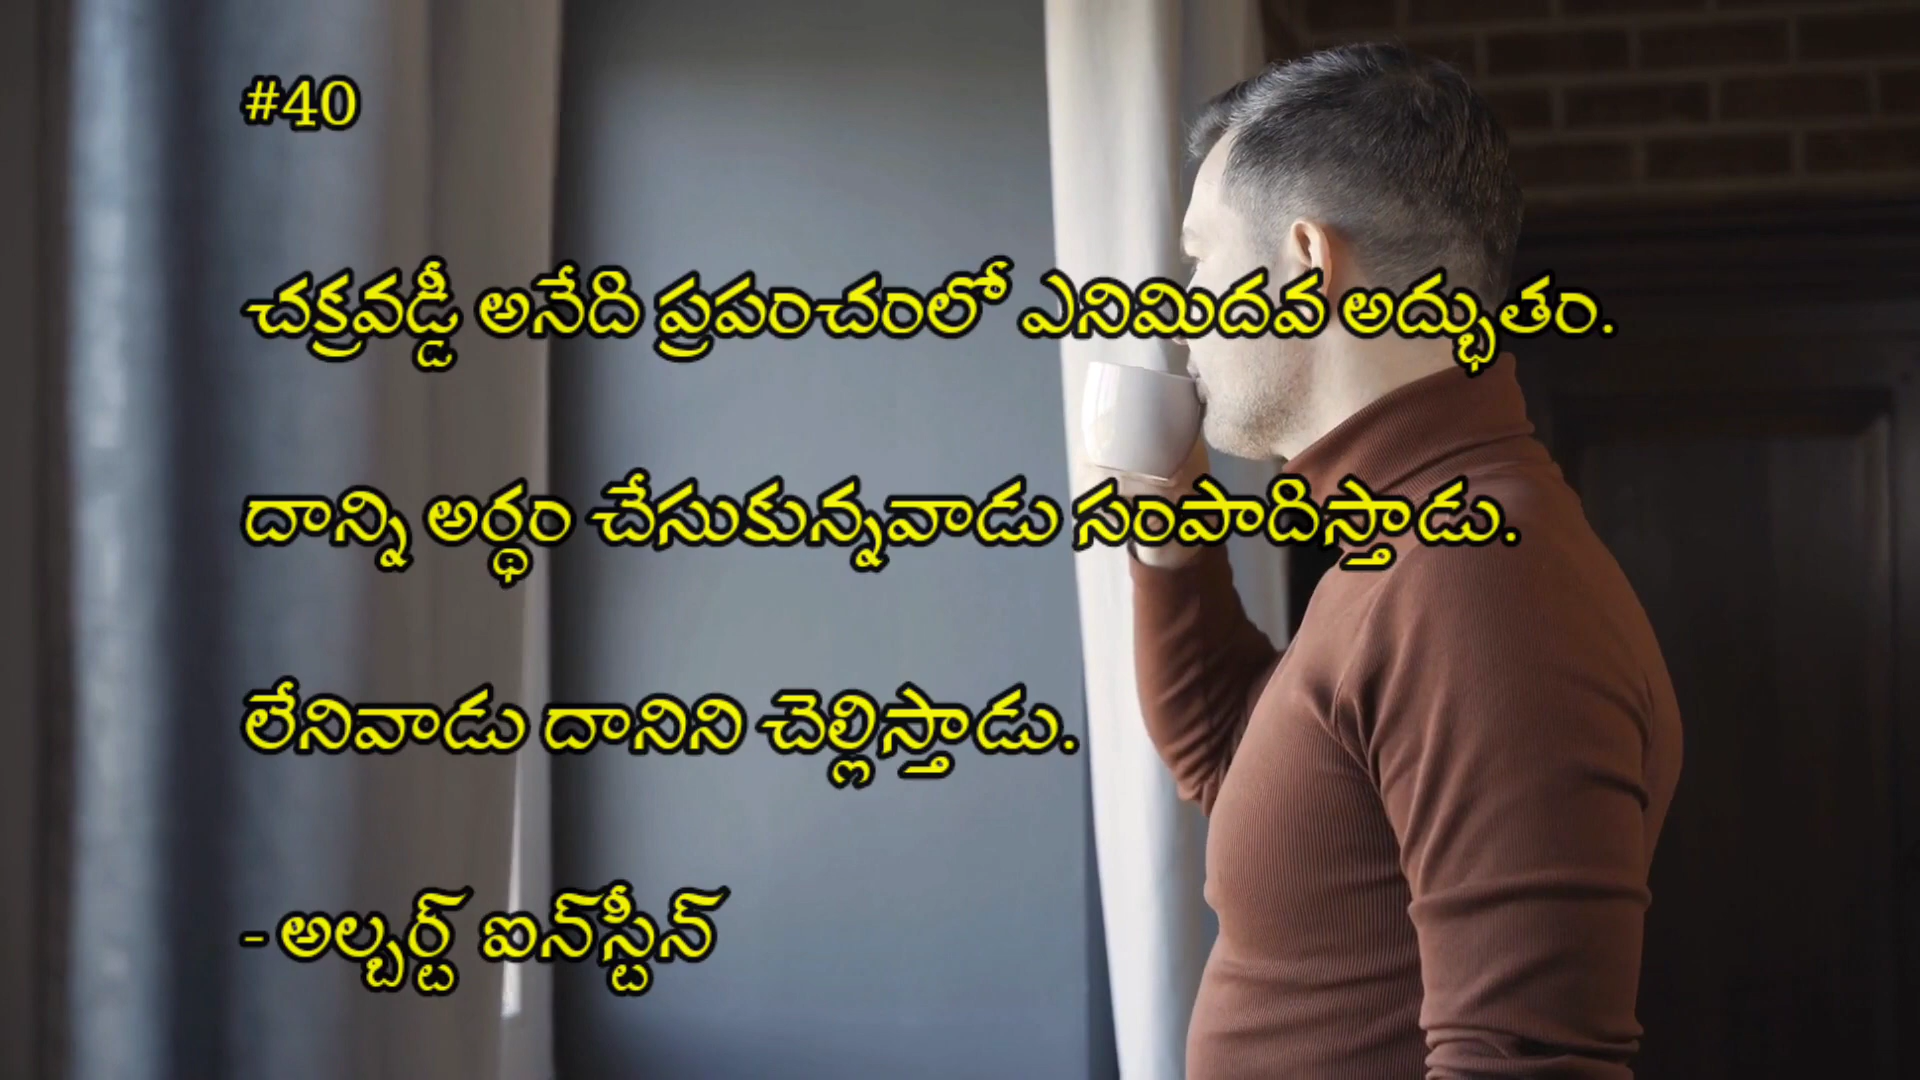 #40
చక్రవడ్డీ అనేది ప్రపంచంలో ఎనిమిదవ అద్భుతం.
దాన్ని అర్థం చేసుకున్నవాడు సంపాదిస్తాడు.
లేనివాడు దానిని చెల్లిస్తాడు.
- అల్బర్ట్ ఐన్‌స్టీన్